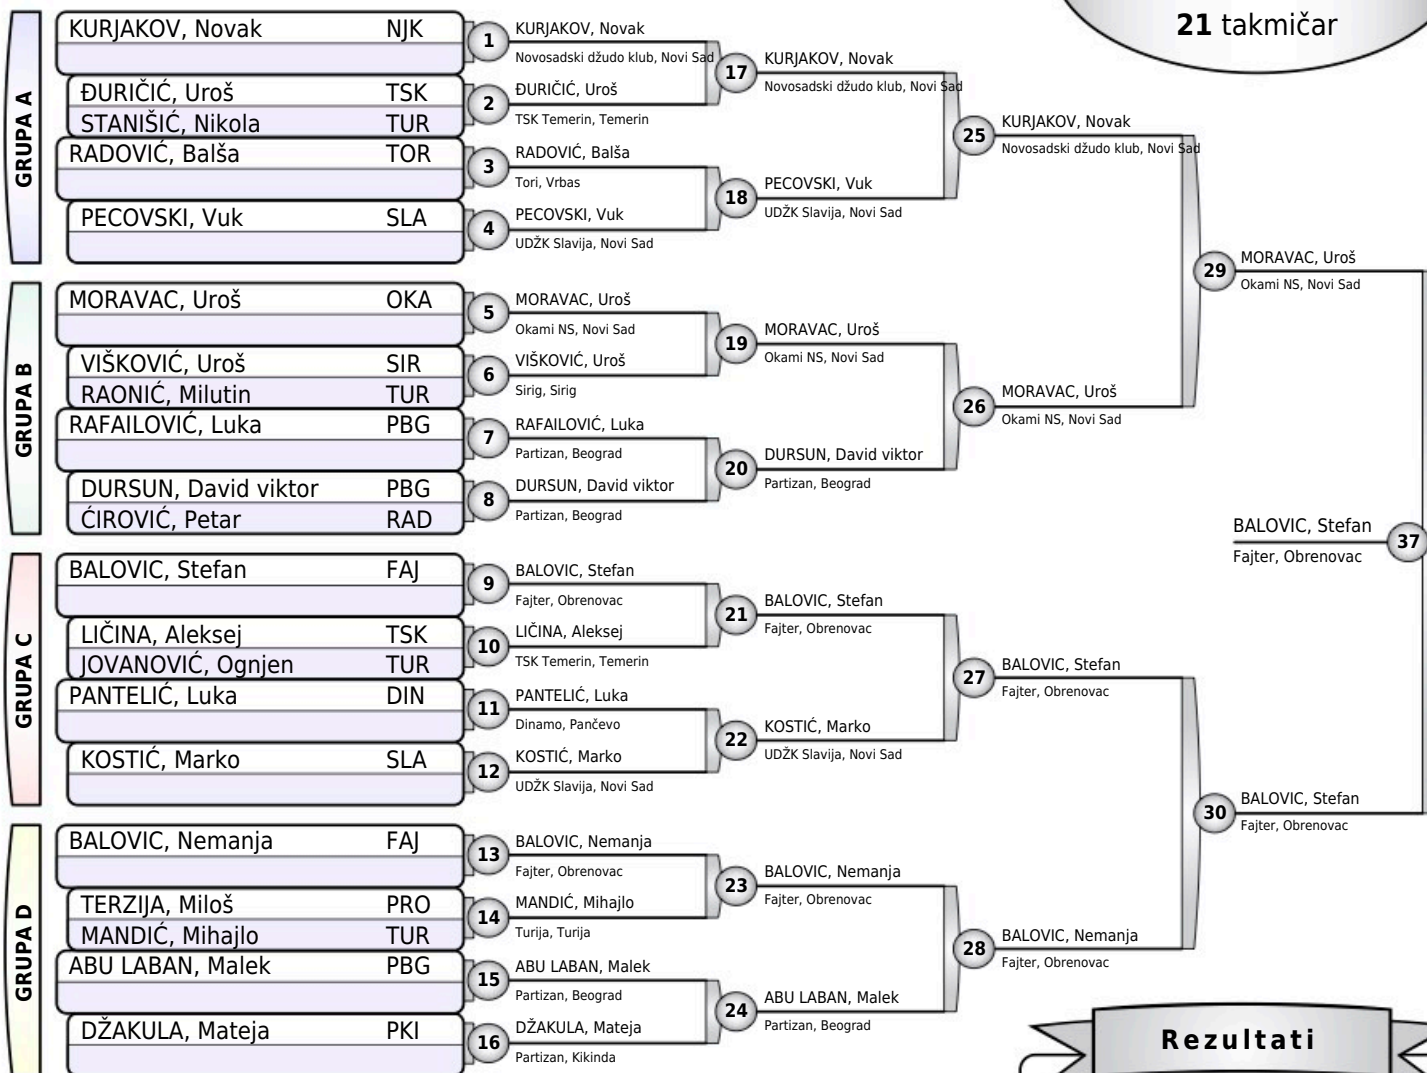 21 takmičar
GRUPA A
KURJAKOV, Novak NJK
ĐURIČIĆ, Uroš TSK
STANIŠIĆ, Nikola TUR
RADOVIĆ, Balša TOR
PECOVSKI, Vuk SLA
GRUPA B
MORAVAC, Uroš OKA
VIŠKOVIĆ, Uroš SIR
RAONIĆ, Milutin TUR
RAFAILOVIĆ, Luka PBG
DURSUN, David viktor PBG
ĆIROVIĆ, Petar RAD
GRUPA C
BALOVIC, Stefan FAJ
LIČINA, Aleksej TSK
JOVANOVIĆ, Ognjen TUR
PANTELIĆ, Luka DIN
KOSTIĆ, Marko SLA
GRUPA D
BALOVIC, Nemanja FAJ
TERZIJA, Miloš PRO
MANDIĆ, Mihajlo TUR
ABU LABAN, Malek PBG
DŽAKULA, Mateja PKI
1 KURJAKOV, Novak
Novosadski džudo klub, Novi Sad
2 ĐURIČIĆ, Uroš
TSK Temerin, Temerin
3 RADOVIĆ, Balša
Tori, Vrbas
4 PECOVSKI, Vuk
UDŽK Slavija, Novi Sad
5 MORAVAC, Uroš
Okami NS, Novi Sad
6 VIŠKOVIĆ, Uroš
Sirig, Sirig
7 RAFAILOVIĆ, Luka
Partizan, Beograd
8 DURSUN, David viktor
Partizan, Beograd
9 BALOVIC, Stefan
Fajter, Obrenovac
10 LIČINA, Aleksej
TSK Temerin, Temerin
11 PANTELIĆ, Luka
Dinamo, Pančevo
12 KOSTIĆ, Marko
UDŽK Slavija, Novi Sad
13 BALOVIC, Nemanja
Fajter, Obrenovac
14 MANDIĆ, Mihajlo
Turija, Turija
15 ABU LABAN, Malek
Partizan, Beograd
16 DŽAKULA, Mateja
Partizan, Kikinda
17 KURJAKOV, Novak
Novosadski džudo klub, Novi Sad
18 PECOVSKI, Vuk
UDŽK Slavija, Novi Sad
19 MORAVAC, Uroš
Okami NS, Novi Sad
20 DURSUN, David viktor
Partizan, Beograd
21 BALOVIC, Stefan
Fajter, Obrenovac
22 KOSTIĆ, Marko
UDŽK Slavija, Novi Sad
23 BALOVIC, Nemanja
Fajter, Obrenovac
24 ABU LABAN, Malek
Partizan, Beograd
25 KURJAKOV, Novak
Novosadski džudo klub, Novi Sad
26 MORAVAC, Uroš
Okami NS, Novi Sad
27 BALOVIC, Stefan
Fajter, Obrenovac
28 BALOVIC, Nemanja
Fajter, Obrenovac
29 MORAVAC, Uroš
Okami NS, Novi Sad
30 BALOVIC, Stefan
Fajter, Obrenovac
BALOVIC, Stefan 37
Fajter, Obrenovac
Rezultati